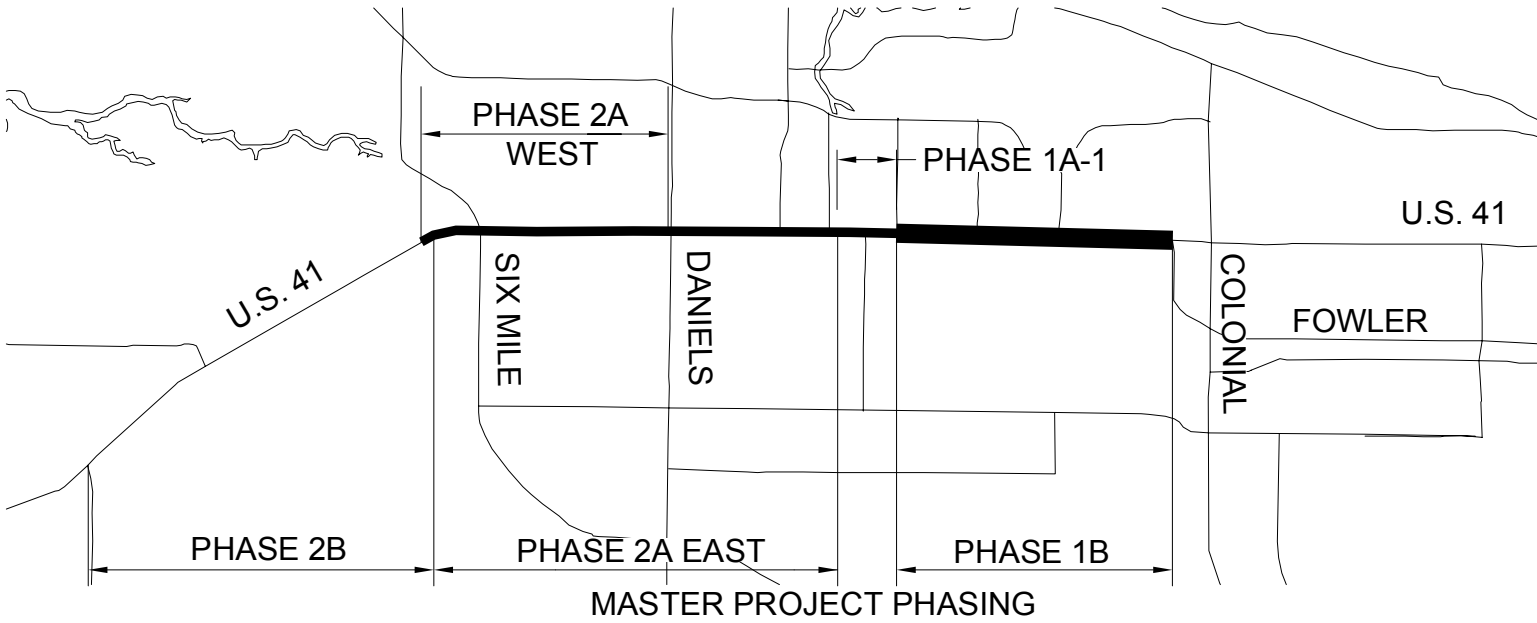 PHASE 2A
WEST
PHASE 1A-1
U.S. 41
U.S. 41
SIX MILE
DANIELS
COLONIAL
FOWLER
PHASE 2B
PHASE 2A EAST
PHASE 1B
MASTER PROJECT PHASING